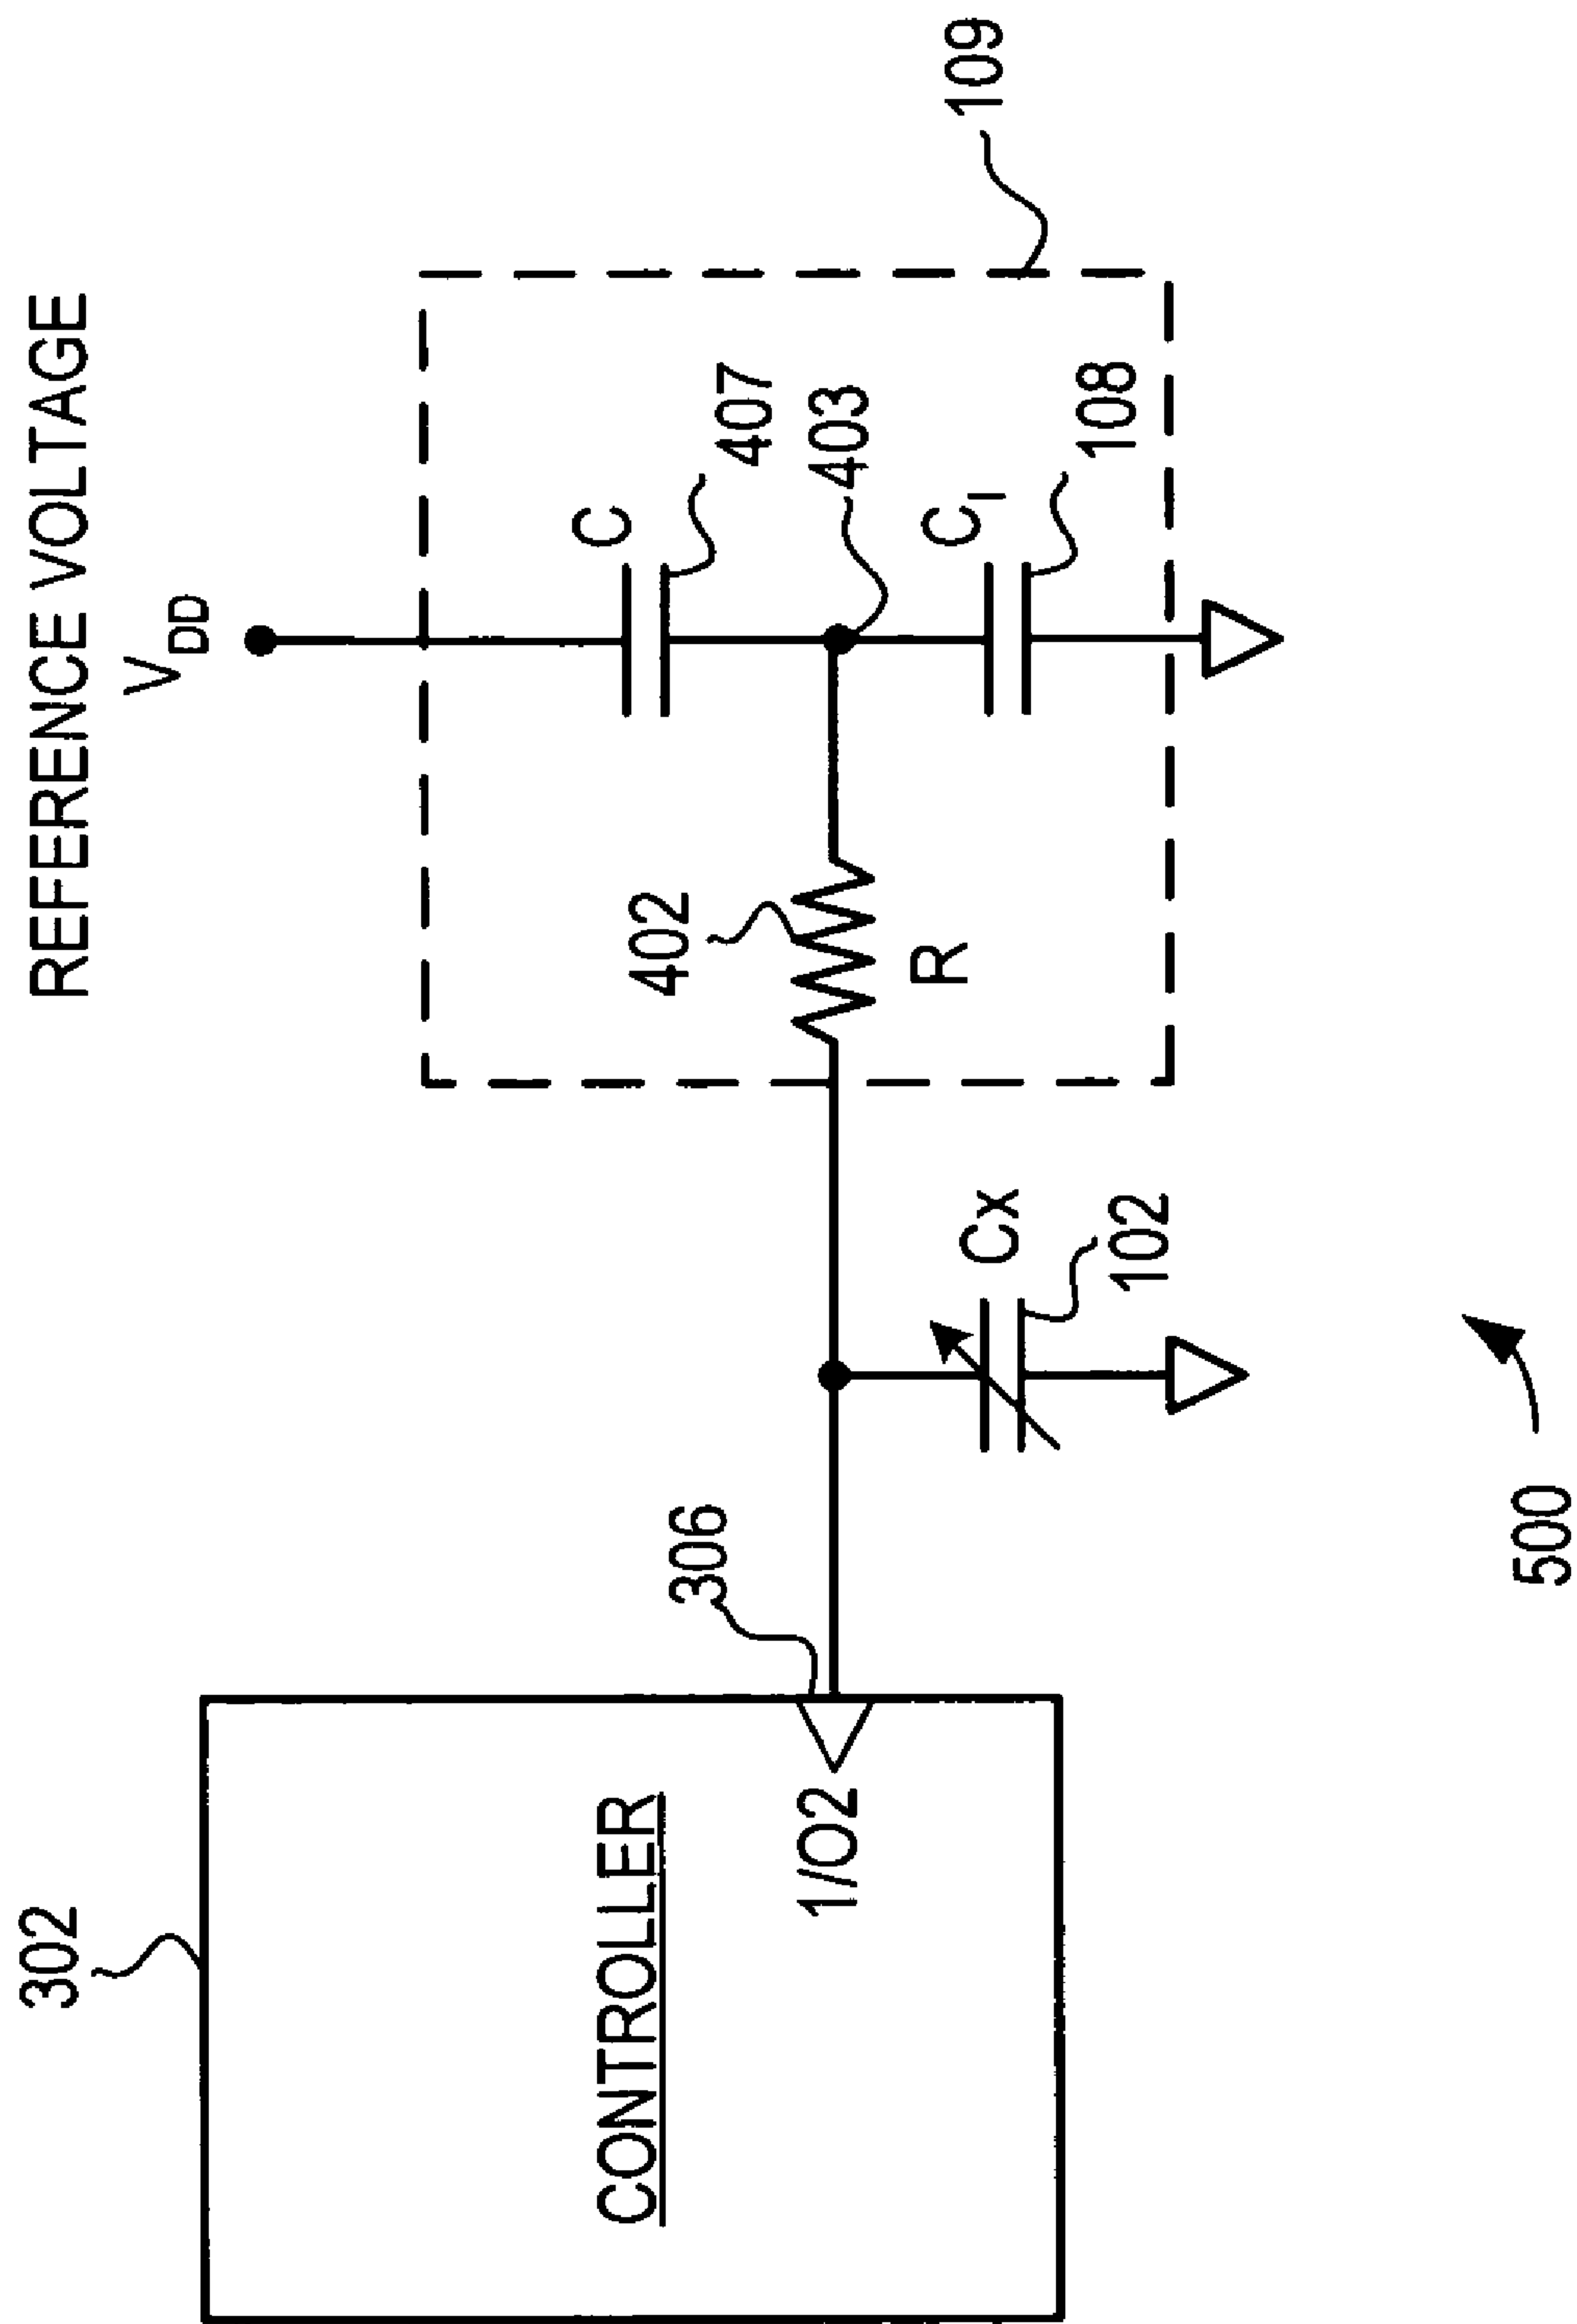 REFERENCE VOLTAGE
VDD
302
CONTROLLER
1/O2
306
Cx
102
402
R
C
407
403
CI
108
109
500